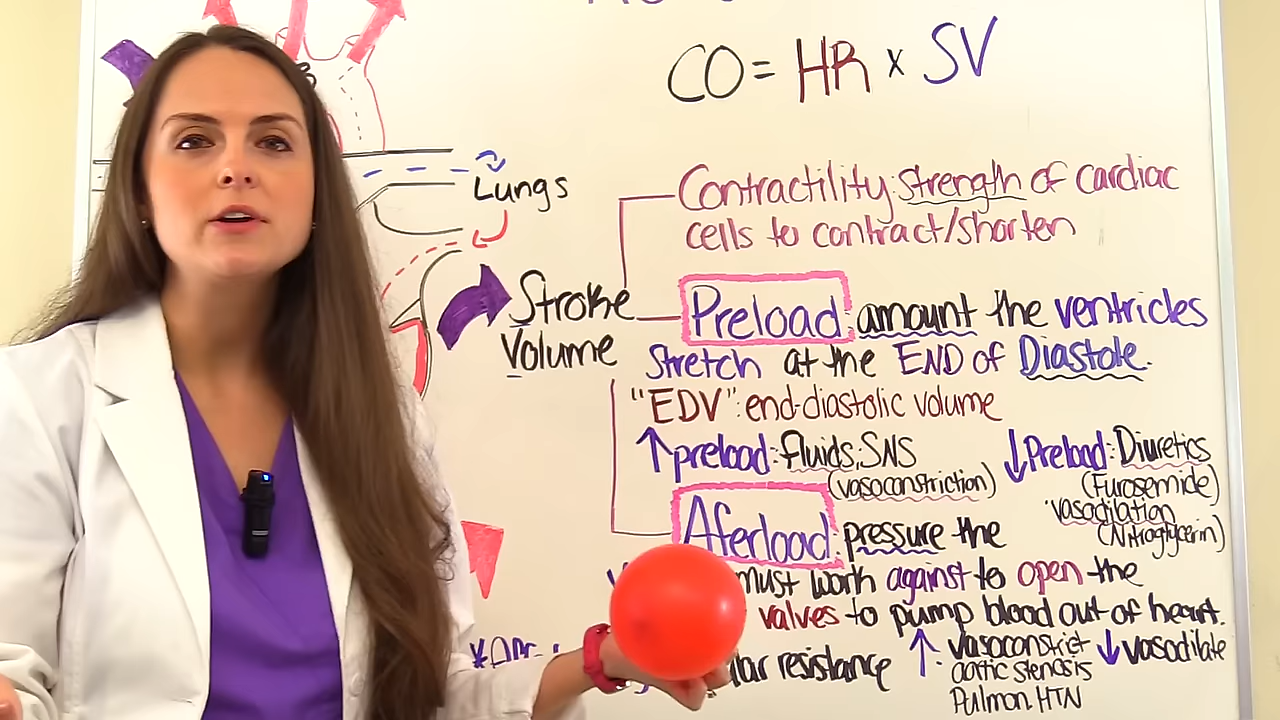 CO = HR x SV
Lungs
Stroke
Volume
Contractility: Strength of cardiac
cells to contract/shorten
Preload: amount the ventricles
stretch at the END of Diastole.
"EDV": end-diastolic volume
↑preload: fluids, SNS
(vasoconstriction)
↓Preload: Diuretics
(Furosemide)
vasodilation
(Nitroglycerin)
Aferload: pressure the
must work against to open the
valves to pump blood out of heart.
resistance
↑ vasoconstrict
aortic stenosis
Pulmon. HTN
↓ vasodilate